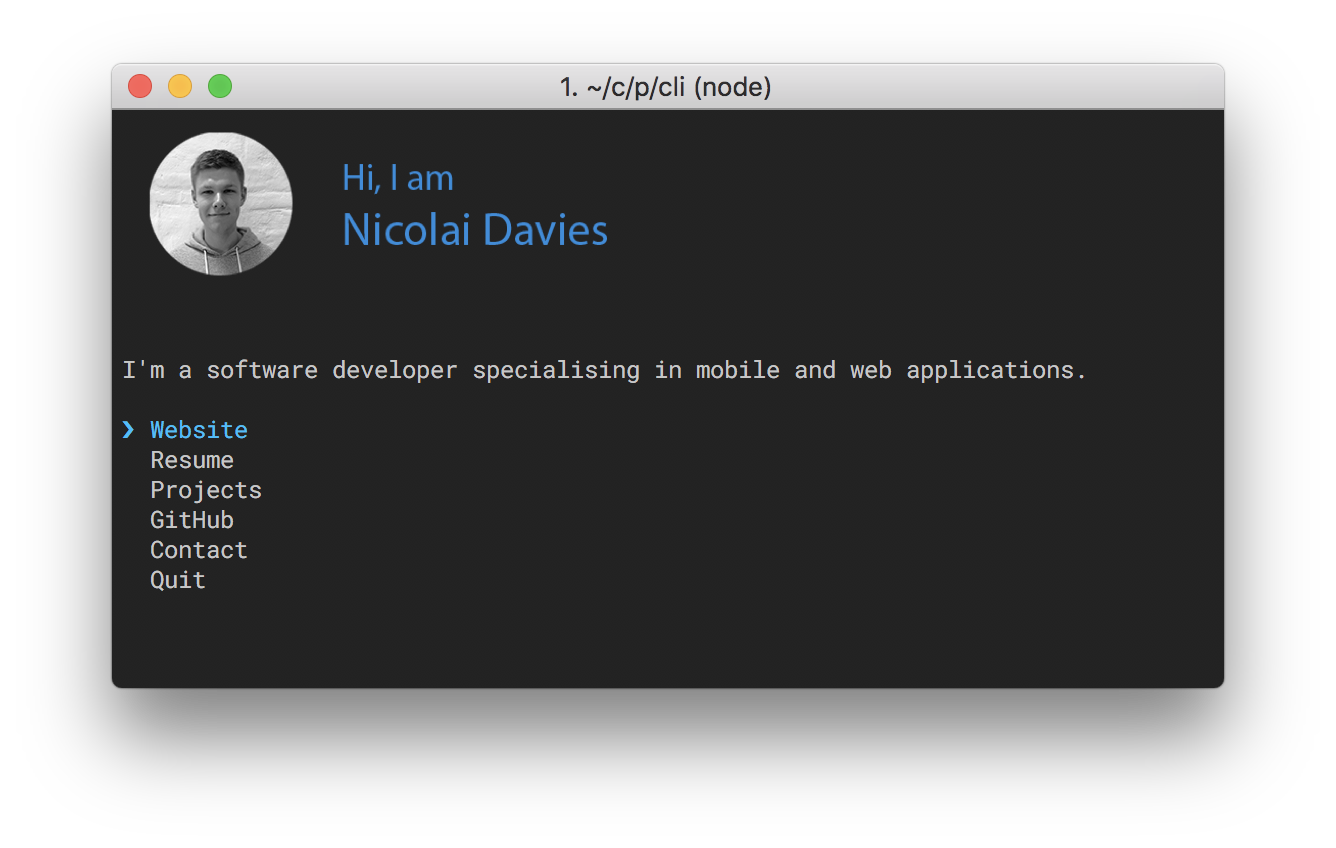 1. ~/c/p/cli (node)
Hi, I am
Nicolai Davies
I'm a software developer specialising in mobile and web applications.
❯ Website
Resume
Projects
GitHub
Contact
Quit